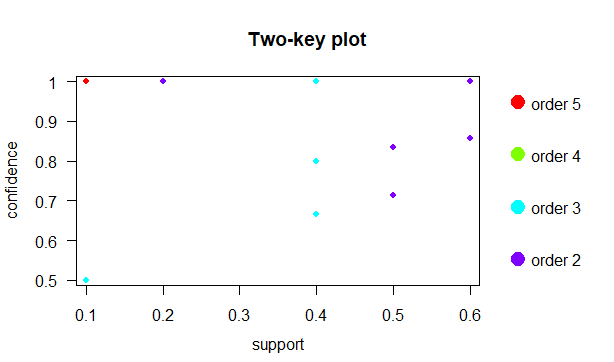 Two-key plot
confidence
1
0.9
0.8
0.7
0.6
0.5
0.1
0.2
0.3
0.4
0.5
0.6
support
order 5
order 4
order 3
order 2